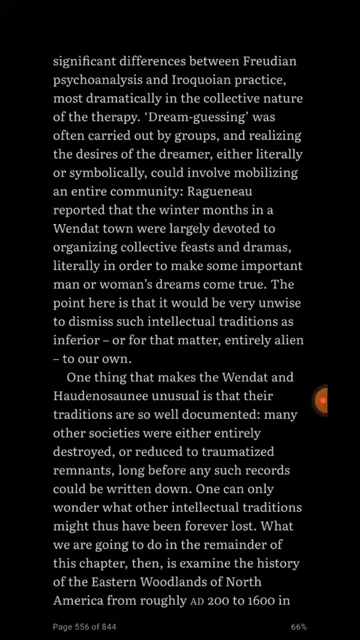 significant differences between Freudian
psychoanalysis and Iroquoian practice,
most dramatically in the collective nature
of the therapy. ‘Dream-guessing’ was
often carried out by groups, and realizing
the desires of the dreamer, either literally
or symbolically, could involve mobilizing
an entire community: Ragueneau
reported that the winter months in a
Wendat town were largely devoted to
organizing collective feasts and dramas,
literally in order to make some important
man or woman’s dreams come true. The
point here is that it would be very unwise
to dismiss such intellectual traditions as
inferior – or for that matter, entirely alien
– to our own.
One thing that makes the Wendat and
Haudenosaunee unusual is that their
traditions are so well documented: many
other societies were either entirely
destroyed, or reduced to traumatized
remnants, long before any such records
could be written down. One can only
wonder what other intellectual traditions
might thus have been forever lost. What
we are going to do in the remainder of
this chapter, then, is examine the history
of the Eastern Woodlands of North
America from roughly AD 200 to 1600 in
Page 556 of 844 66%